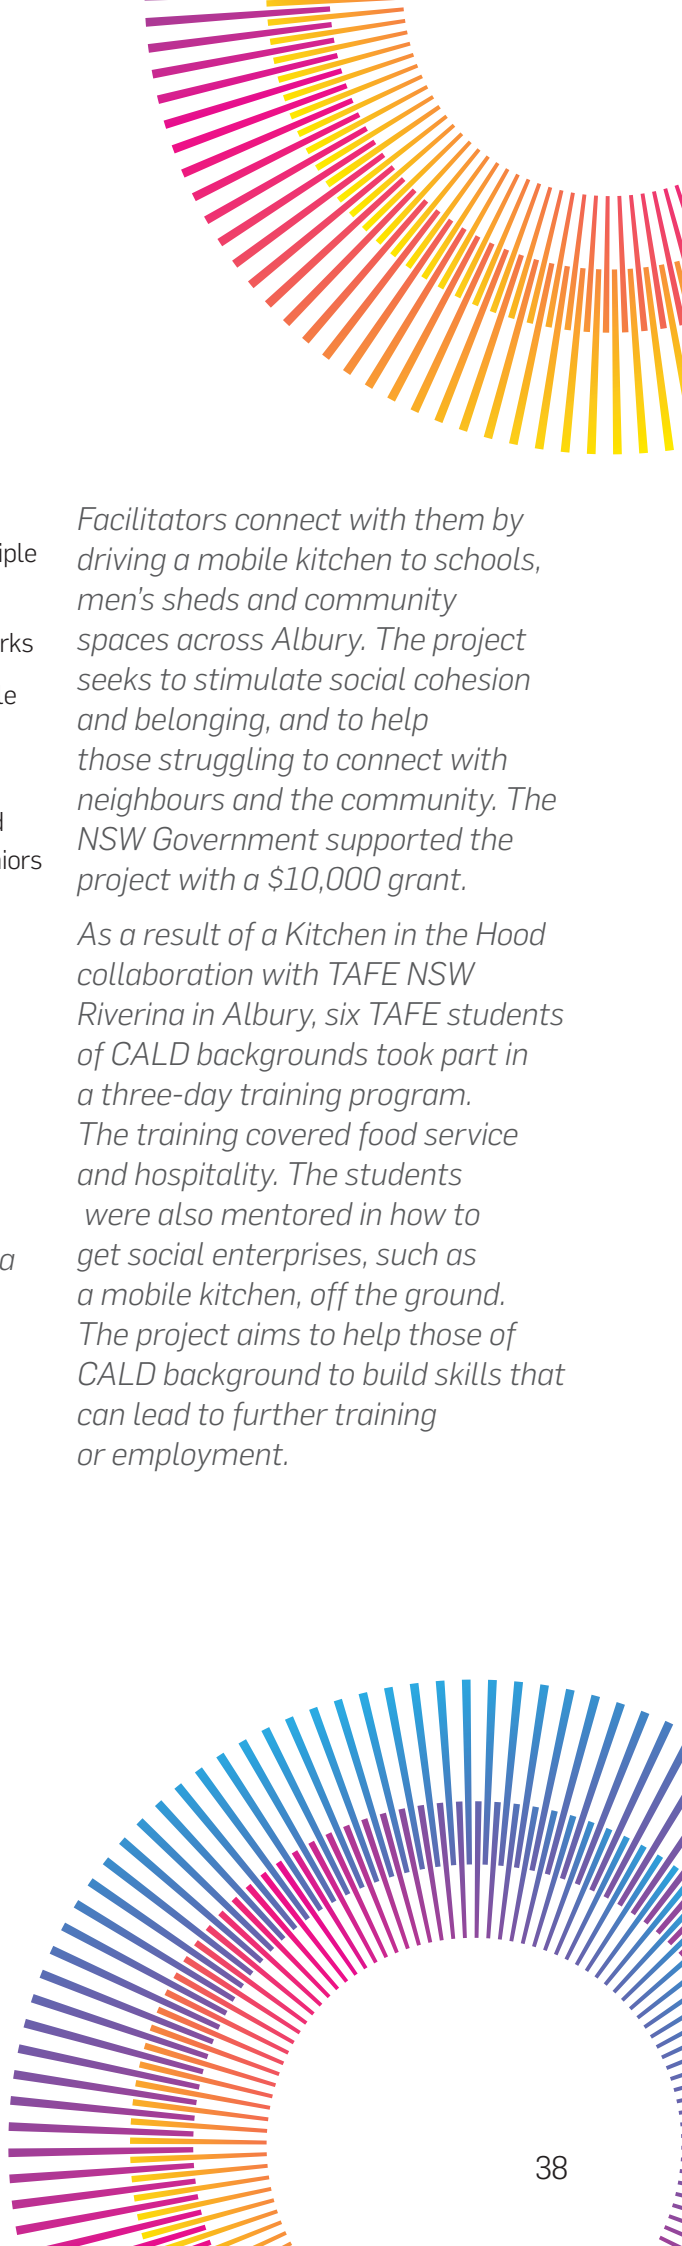 Facilitators connect with them by
driving a mobile kitchen to schools,
men's sheds and community
spaces across Albury. The project
seeks to stimulate social cohesion
and belonging, and to help
those struggling to connect with
neighbours and the community. The
NSW Government supported the
project with a $10,000 grant.
As a result of a Kitchen in the Hood
collaboration with TAFE NSW
Riverina in Albury, six TAFE students
of CALD backgrounds took part in
a three-day training program.
The training covered food service
and hospitality. The students
were also mentored in how to
get social enterprises, such as
a mobile kitchen, off the ground.
The project aims to help those of
CALD background to build skills that
can lead to further training
or employment.
38